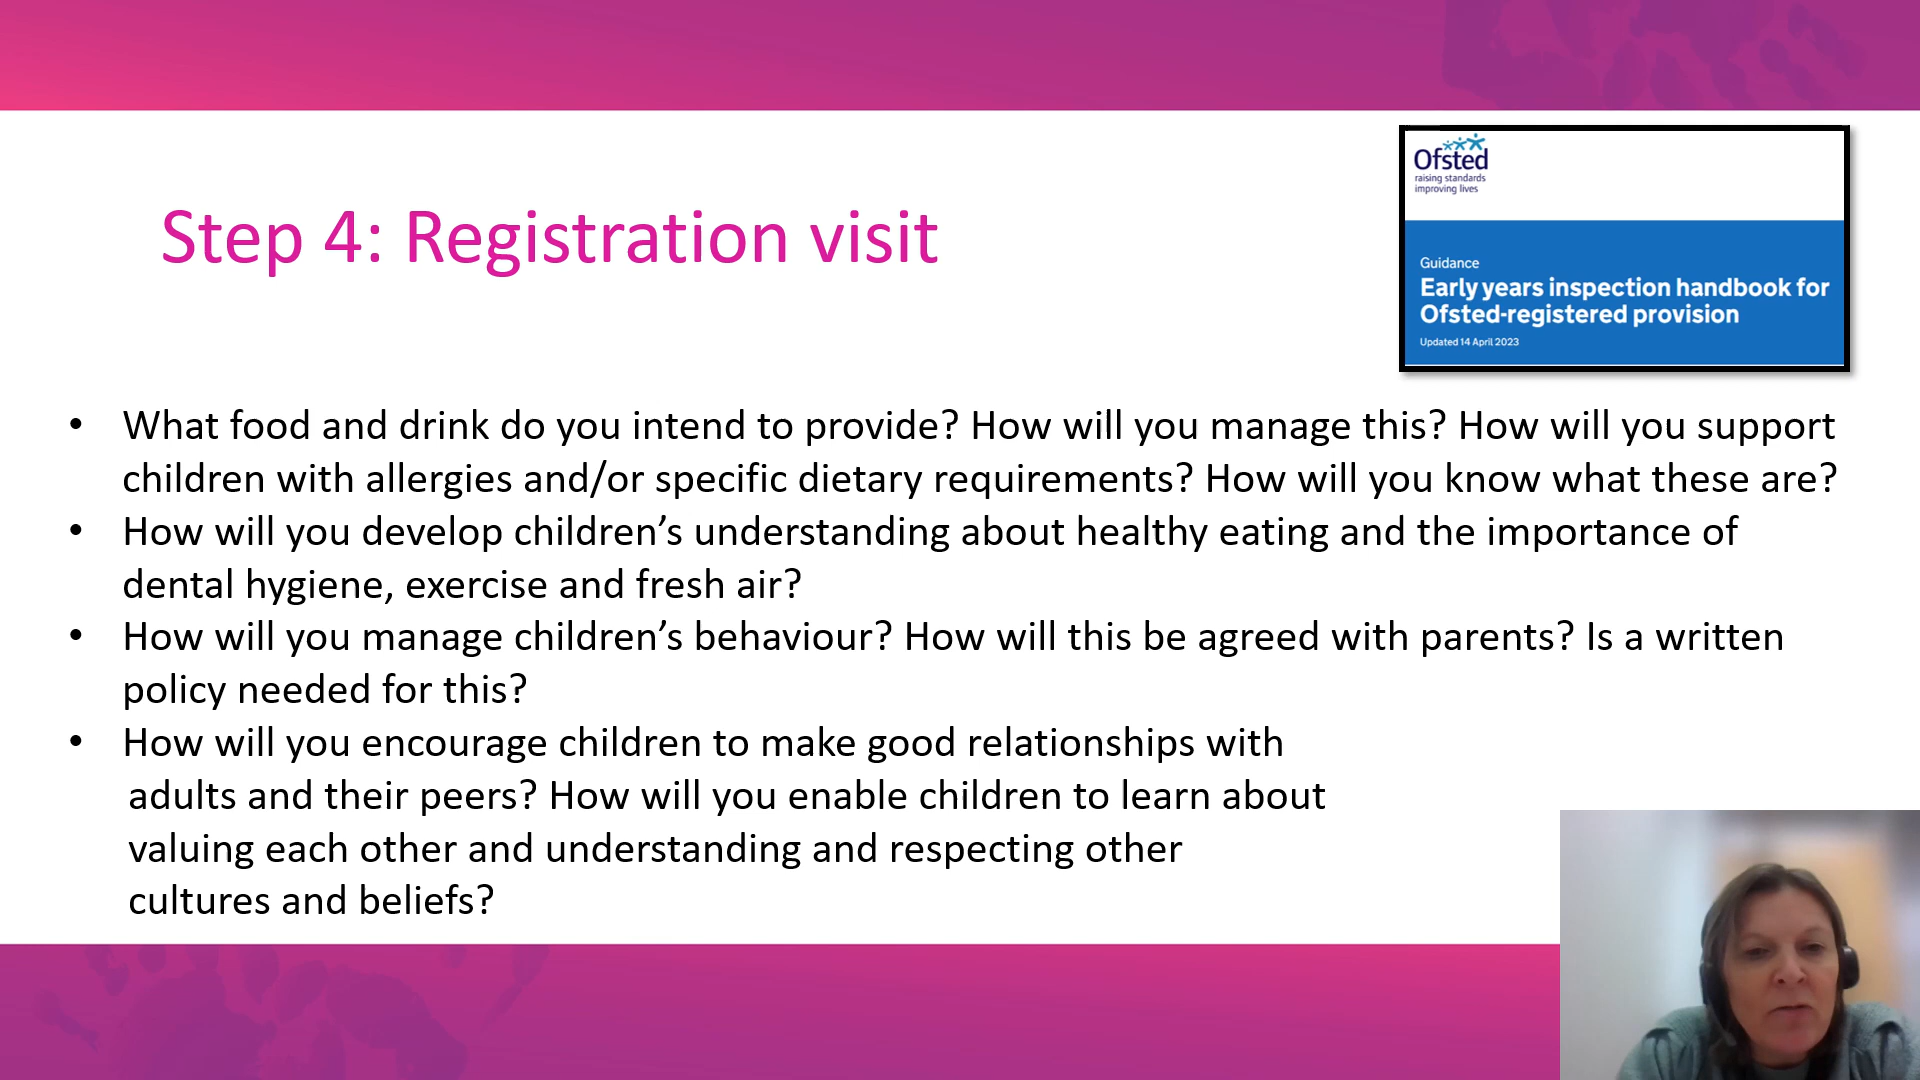 Step 4: Registration visit
Ofsted
raising standards
improving lives
Guidance
Early years inspection handbook for
Ofsted-registered provision
Updated 14 April 2023
• What food and drink do you intend to provide? How will you manage this? How will you support
children with allergies and/or specific dietary requirements? How will you know what these are?
• How will you develop children’s understanding about healthy eating and the importance of
dental hygiene, exercise and fresh air?
• How will you manage children’s behaviour? How will this be agreed with parents? Is a written
policy needed for this?
• How will you encourage children to make good relationships with
adults and their peers? How will you enable children to learn about
valuing each other and understanding and respecting other
cultures and beliefs?